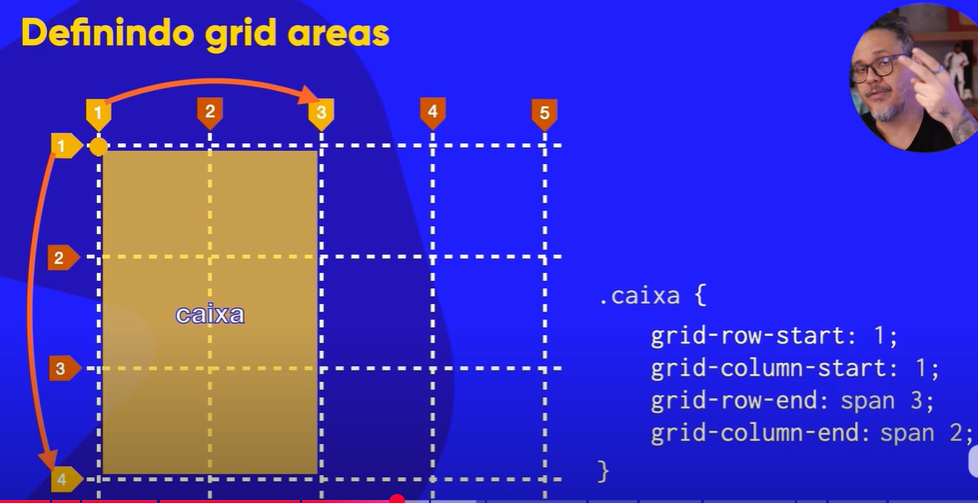 Definindo grid areas
1
2
3
4
5
1
2
caixa
3
4
.caixa {
grid-row-start: 1;
grid-column-start: 1;
grid-row-end: span 3;
grid-column-end: span 2;
}